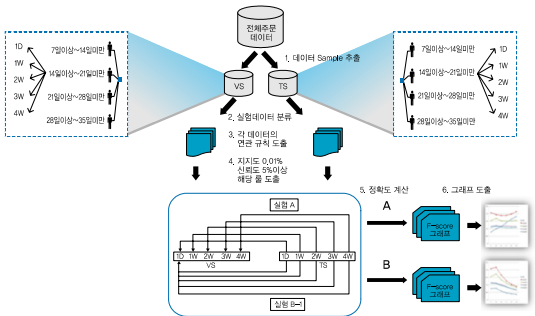 전체주문
데이터
1. 데이터 Sample 추출
1D
1W
2W
3W
4W
7일이상~14일미만
14일이상~21일미만
21일이상~28일미만
28일이상~35일미만
VS
TS
7일이상~14일미만
14일이상~21일미만
21일이상~28일미만
28일이상~35일미만
1D
1W
2W
3W
4W
2. 실험데이터 분류
3. 각 데이터의
연관 규칙 도출
4. 지지도 0.01%
신뢰도 5%이상
해당 룰 도출
실험 A
1D 1W 2W 3W 4W
VS
1D 1W 2W 3W 4W
TS
실험 B-1
5. 정확도 계산
6. 그래프 도출
A
F-score
그래프
B
F-score
그래프